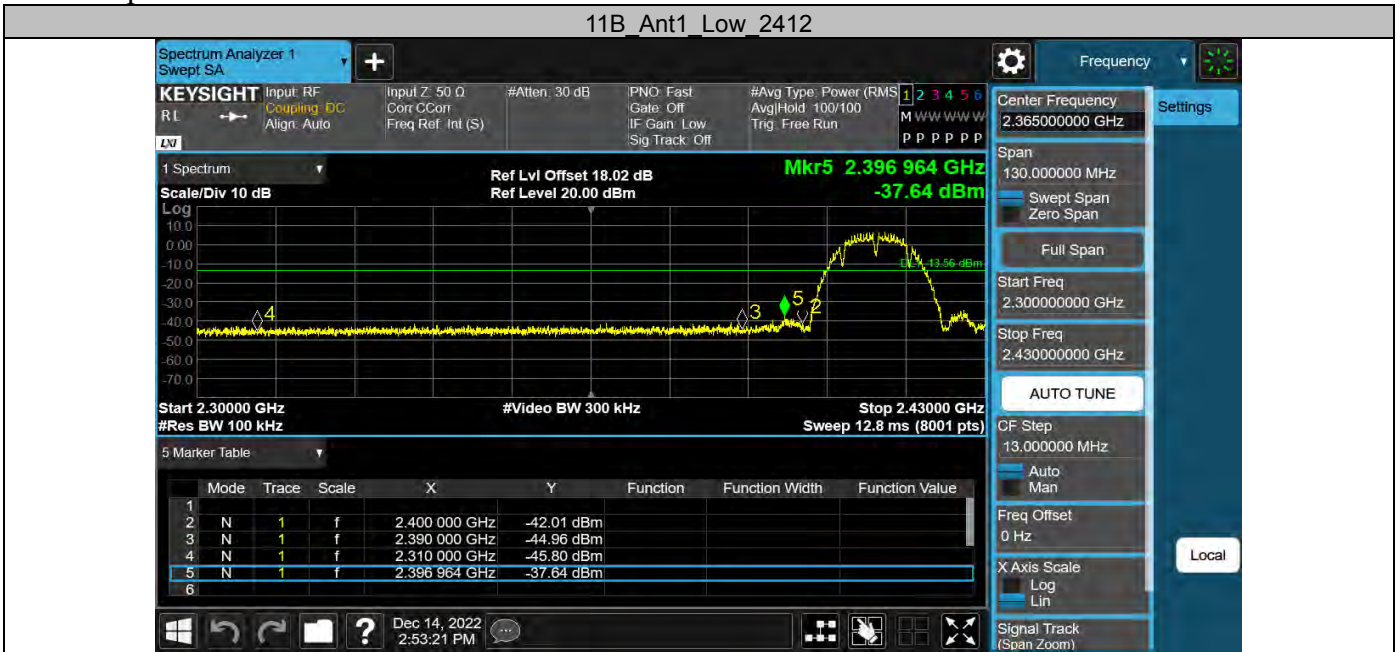 11B_Ant1_Low_2412
Spectrum Analyzer 1
Swept SA
Frequency
KEYSIGHT
RL
LXI
Input: RF
Coupling: DC
Align: Auto
Input Z: 50 Ω
Corr CCorr
Freq Ref: Int (S)
#Atten: 30 dB
PNO: Fast
Gate: Off
IF Gain: Low
Sig Track: Off
#Avg Type: Power (RMS
Avg|Hold: 100/100
Trig: Free Run
1 2 3 4 5 6
M W W W W W
P P P P P P
1 Spectrum
Scale/Div 10 dB
Ref Lvl Offset 18.02 dB
Ref Level 20.00 dBm
Mkr5 2.396 964 GHz
-37.64 dBm
Log
10.0
0.00
-10.0
-20.0
-30.0
-40.0
-50.0
-60.0
-70.0
-13.56 dBm
4
3
5
2
Start 2.30000 GHz
#Video BW 300 kHz
Stop 2.43000 GHz
#Res BW 100 kHz
Sweep 12.8 ms (8001 pts)
5 Marker Table
Mode Trace Scale X Y Function Function Width Function Value
1
2 N 1 f 2.400 000 GHz -42.01 dBm
3 N 1 f 2.390 000 GHz -44.96 dBm
4 N 1 f 2.310 000 GHz -45.80 dBm
5 N 1 f 2.396 964 GHz -37.64 dBm
6
Dec 14, 2022
2:53:21 PM
Center Frequency
2.365000000 GHz
Settings
Span
130.000000 MHz
Swept Span
Zero Span
Full Span
Start Freq
2.300000000 GHz
Stop Freq
2.430000000 GHz
AUTO TUNE
CF Step
13.000000 MHz
Auto
Man
Freq Offset
0 Hz
Local
X Axis Scale
Log
Lin
Signal Track
(Span Zoom)